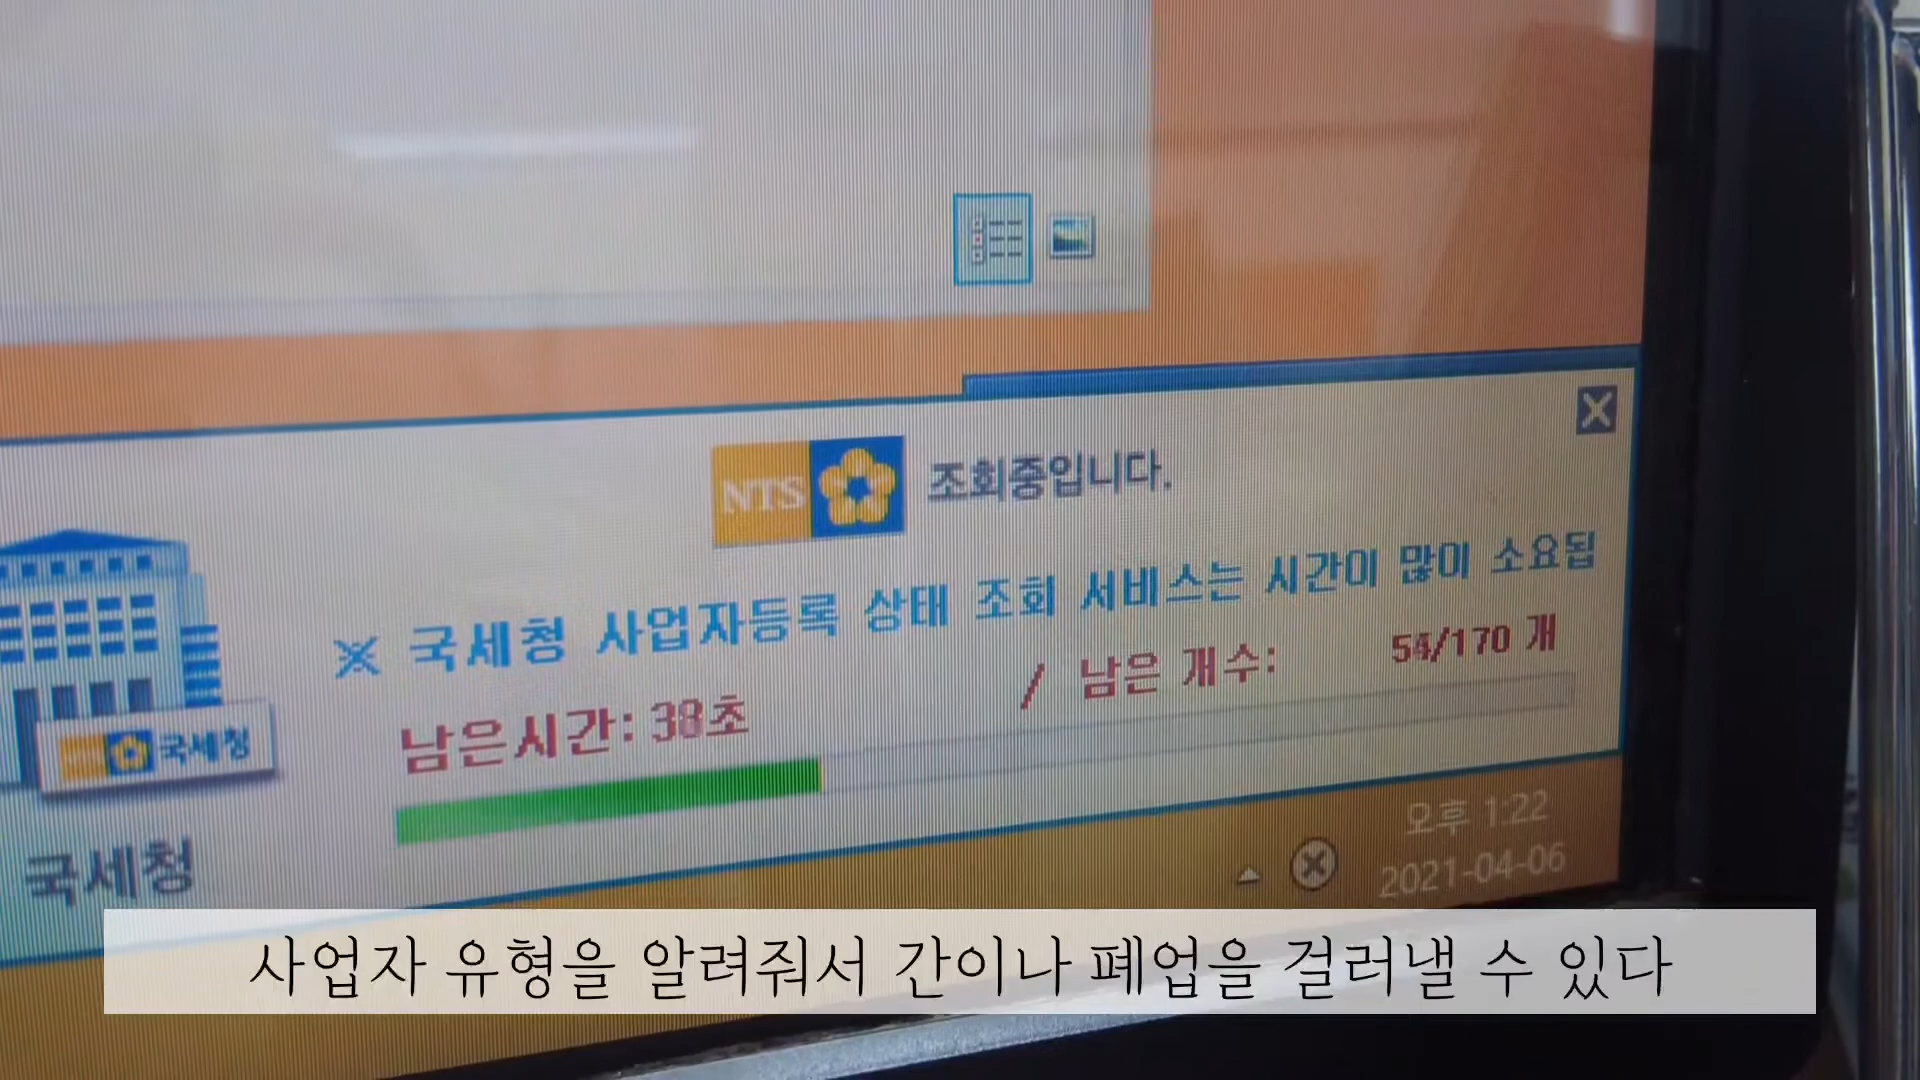 NTS 조회중입니다.
※ 국세청 사업자등록 상태 조회 서비스는 시간이 많이 소요됩
남은시간: 38초 / 남은 개수: 54/170 개
국세청
국세청
오후 1:22
2021-04-06
사업자 유형을 알려줘서 간이나 폐업을 걸러낼 수 있다